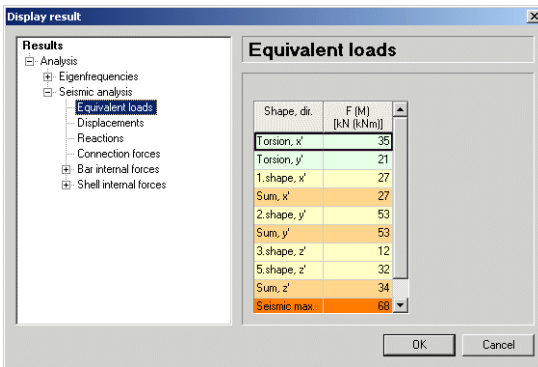 Display result
Results
Analysis
Eigenfrequencies
Seismic analysis
Equivalent loads
Displacements
Reactions
Connection forces
Bar internal forces
Shell internal forces
Equivalent loads
Shape, dir. F (M)
[kN (kNm)]
Torsion, x' 35
Torsion, y' 21
1.shape, x' 27
Sum, x' 27
2.shape, y' 53
Sum, y' 53
3.shape, z' 12
5.shape, z' 32
Sum, z' 34
Seismic max. 68
OK Cancel